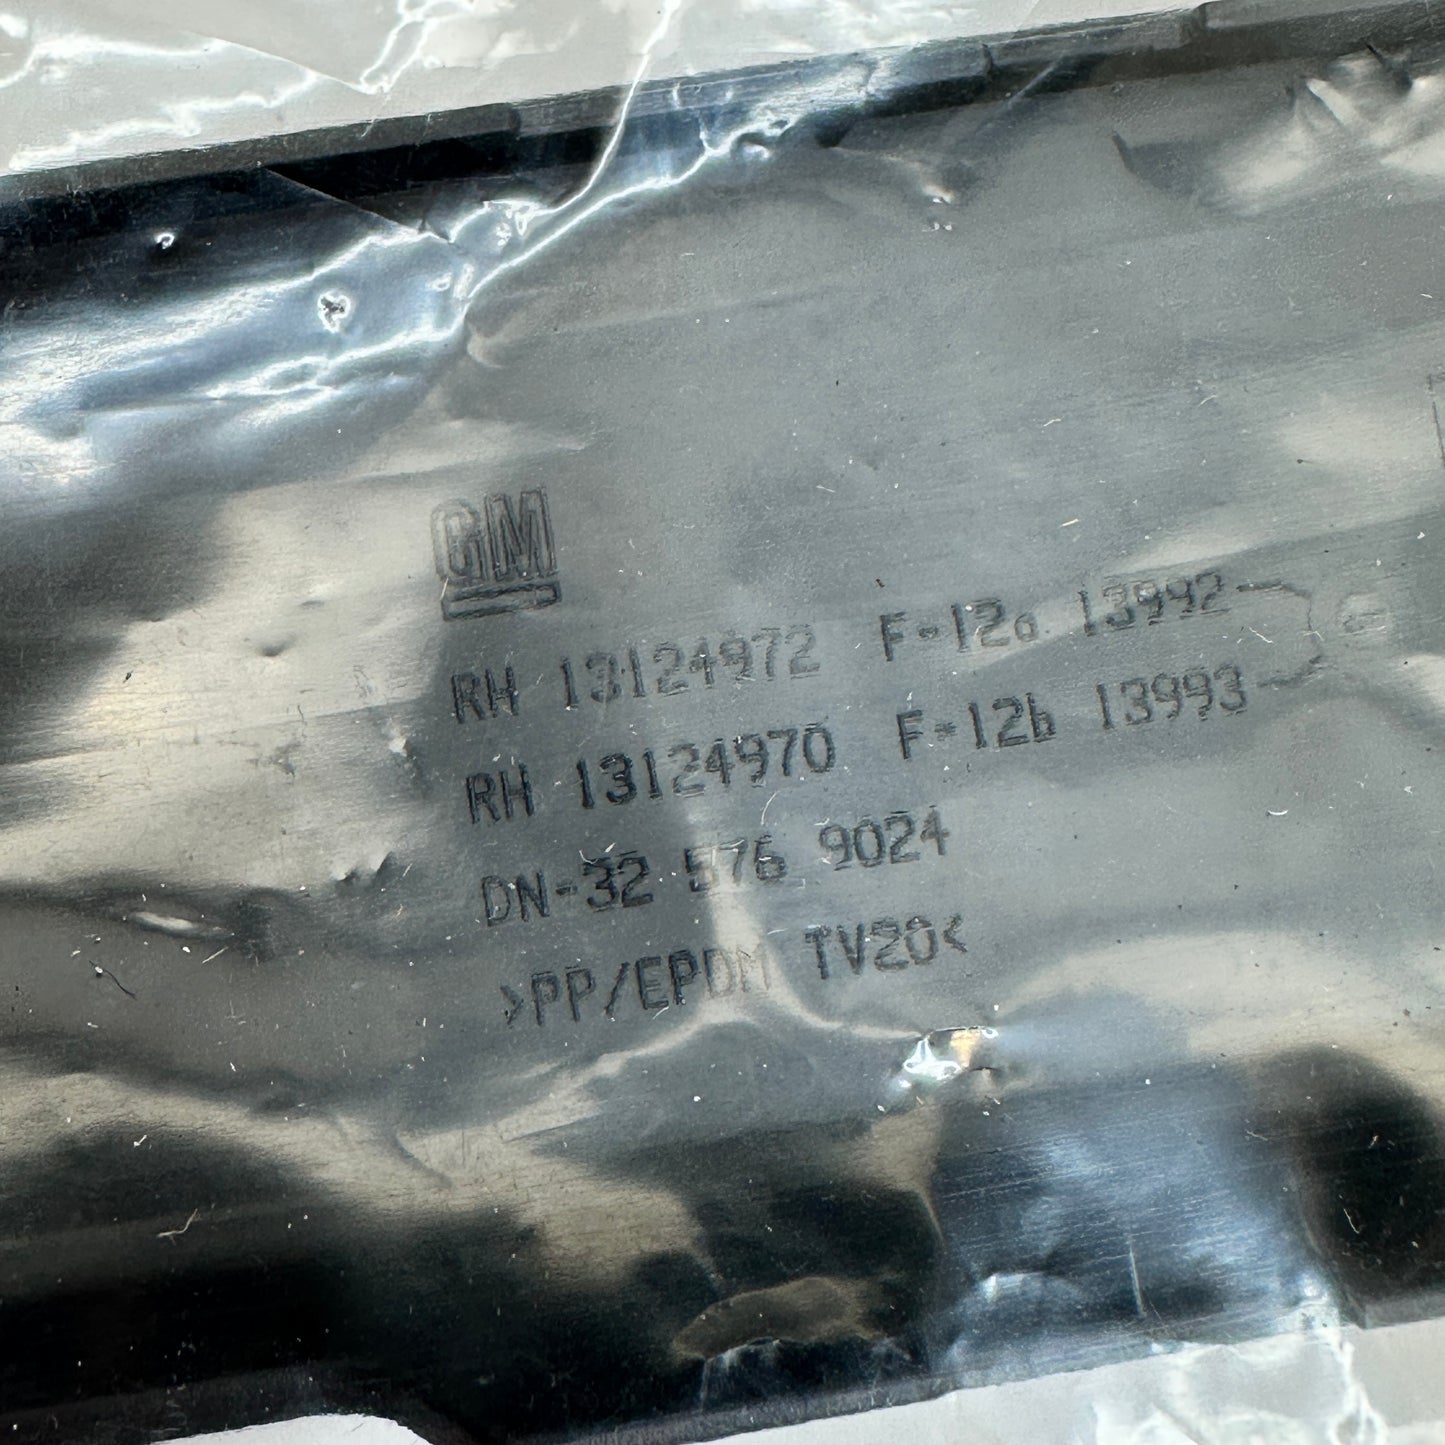 GM
RH 13124972 F-12a 13992
RH 13124970 F-12b 13993
DN-32 576 9024
>PP/EPDM TV20<